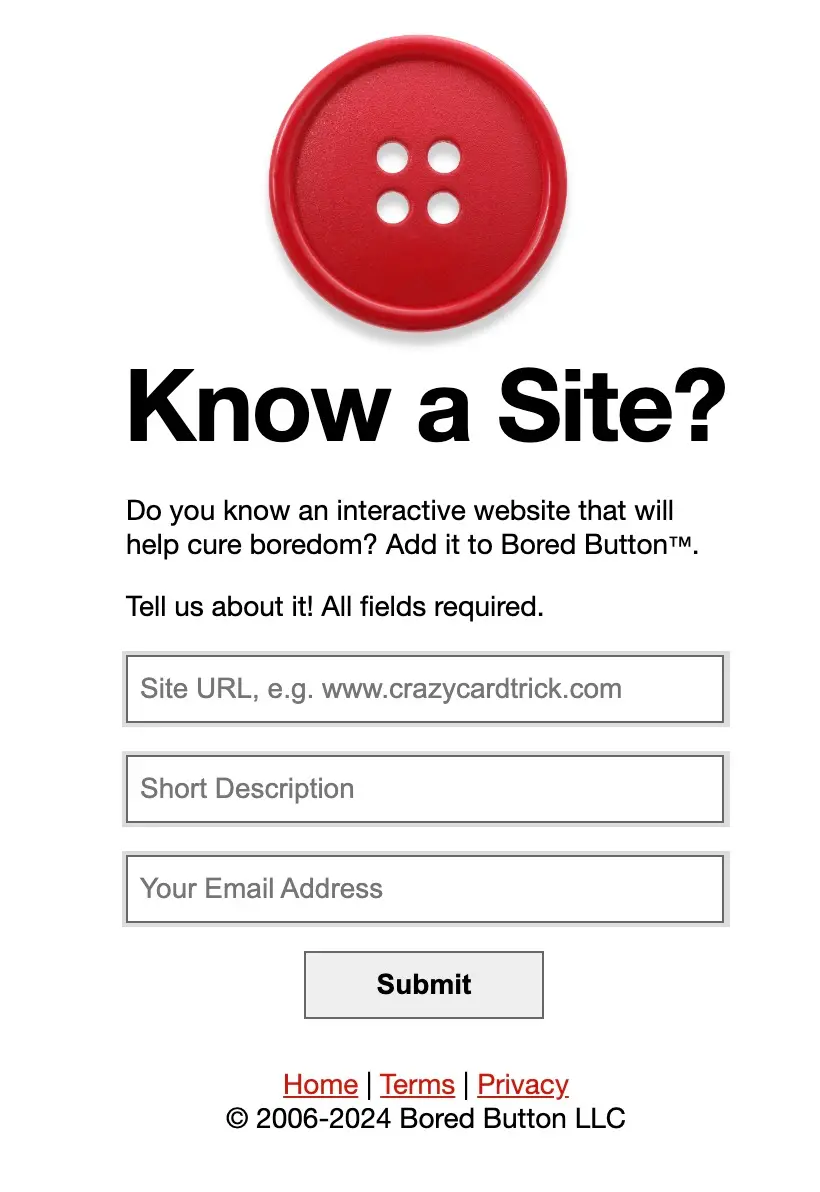 Know a Site?
Do you know an interactive website that will
help cure boredom? Add it to Bored Button™.
Tell us about it! All fields required.
Site URL, e.g. www.crazycardtrick.com
Short Description
Your Email Address
Submit
Home | Terms | Privacy
© 2006-2024 Bored Button LLC